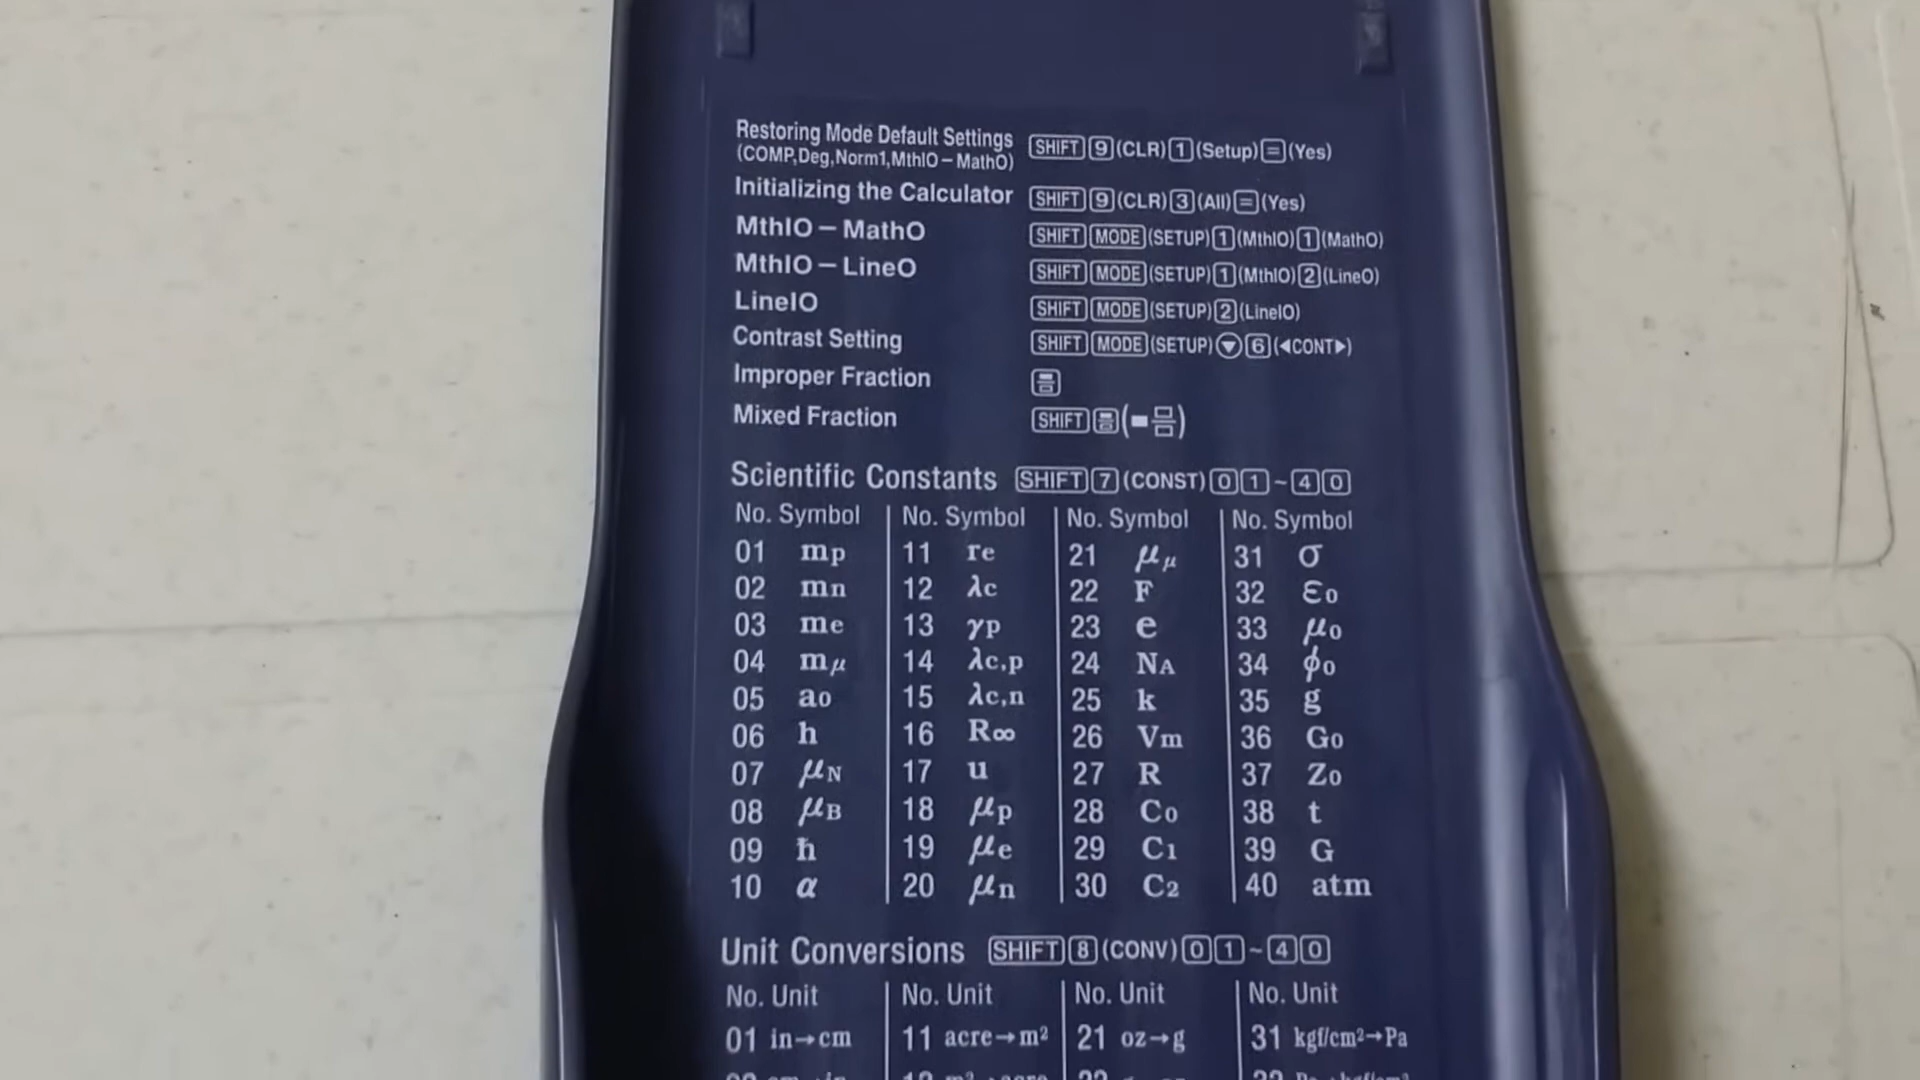 Restoring Mode Default Settings SHIFT 9 (CLR) 1 (Setup) = (Yes)
(COMP,Deg,Norm1,MthIO–MathO)
Initializing the Calculator SHIFT 9 (CLR) 3 (All) = (Yes)
MthIO – MathO SHIFT MODE (SETUP) 1 (MthIO) 1 (MathO)
MthIO – LineO SHIFT MODE (SETUP) 1 (MthIO) 2 (LineO)
LineIO SHIFT MODE (SETUP) 2 (LineIO)
Contrast Setting SHIFT MODE (SETUP) ▼ 6 (◀CONT▶)
Improper Fraction
Mixed Fraction SHIFT
Scientific Constants SHIFT 7 (CONST) 0 1 ~ 4 0
No. Symbol No. Symbol No. Symbol No. Symbol
01 mp 11 re 21 μμ 31 σ
02 mn 12 λc 22 F 32 ε0
03 me 13 γp 23 e 33 μ0
04 mμ 14 λc,p 24 NA 34 ϕ0
05 a0 15 λc,n 25 k 35 g
06 h 16 R∞ 26 Vm 36 G0
07 μN 17 u 27 R 37 Z0
08 μB 18 μp 28 C0 38 t
09 ħ 19 μe 29 C1 39 G
10 α 20 μn 30 C2 40 atm
Unit Conversions SHIFT 8 (CONV) 0 1 ~ 4 0
No. Unit No. Unit No. Unit No. Unit
01 in→cm 11 acre→m² 21 oz→g 31 kgf/cm²→Pa